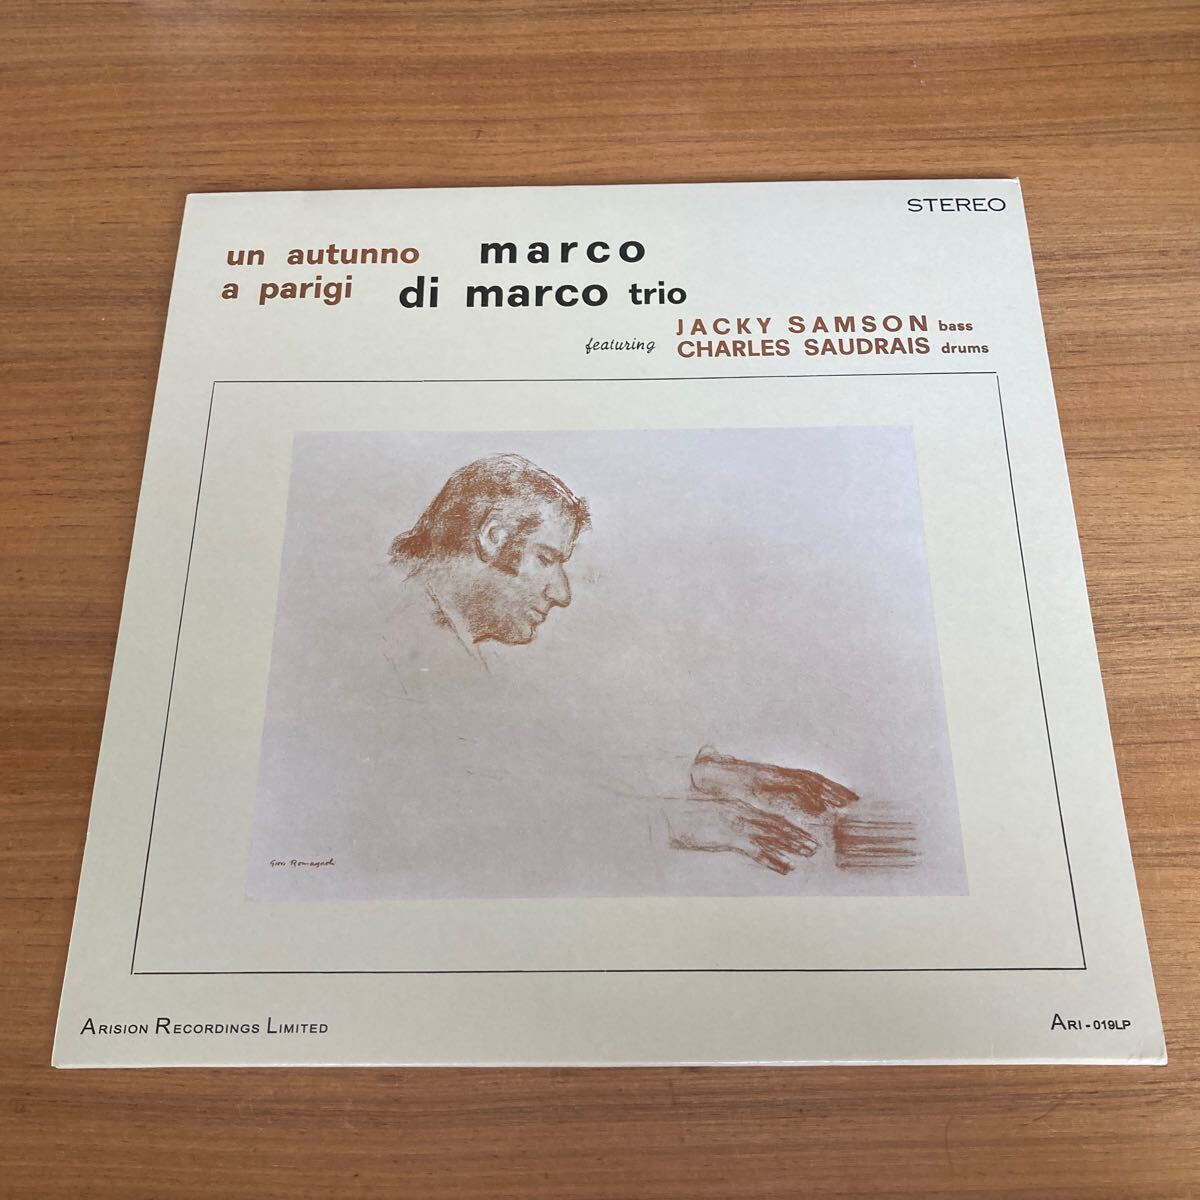 STEREO
un autunno marco
a parigi di marco trio
JACKY SAMSON bass
featuring CHARLES SAUDRAIS drums
Romagnoli
ARISION RECORDINGS LIMITED
ARI-019LP